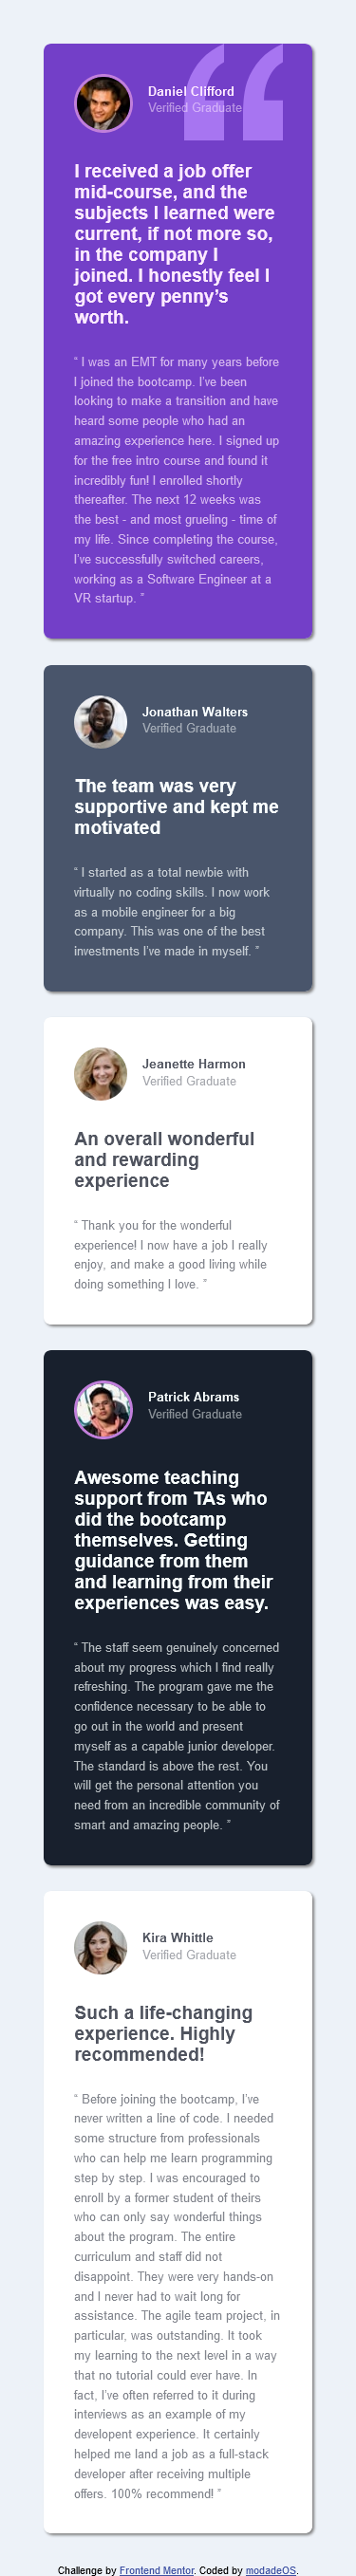 Daniel Clifford
Verified Graduate
I received a job offer
mid-course, and the
subjects I learned were
current, if not more so,
in the company I
joined. I honestly feel I
got every penny’s
worth.
“ I was an EMT for many years before
I joined the bootcamp. I’ve been
looking to make a transition and have
heard some people who had an
amazing experience here. I signed up
for the free intro course and found it
incredibly fun! I enrolled shortly
thereafter. The next 12 weeks was
the best - and most grueling - time of
my life. Since completing the course,
I’ve successfully switched careers,
working as a Software Engineer at a
VR startup. ”
Jonathan Walters
Verified Graduate
The team was very
supportive and kept me
motivated
“ I started as a total newbie with
virtually no coding skills. I now work
as a mobile engineer for a big
company. This was one of the best
investments I’ve made in myself. ”
Jeanette Harmon
Verified Graduate
An overall wonderful
and rewarding
experience
“ Thank you for the wonderful
experience! I now have a job I really
enjoy, and make a good living while
doing something I love. ”
Patrick Abrams
Verified Graduate
Awesome teaching
support from TAs who
did the bootcamp
themselves. Getting
guidance from them
and learning from their
experiences was easy.
“ The staff seem genuinely concerned
about my progress which I find really
refreshing. The program gave me the
confidence necessary to be able to
go out in the world and present
myself as a capable junior developer.
The standard is above the rest. You
will get the personal attention you
need from an incredible community of
smart and amazing people. ”
Kira Whittle
Verified Graduate
Such a life-changing
experience. Highly
recommended!
“ Before joining the bootcamp, I’ve
never written a line of code. I needed
some structure from professionals
who can help me learn programming
step by step. I was encouraged to
enroll by a former student of theirs
who can only say wonderful things
about the program. The entire
curriculum and staff did not
disappoint. They were very hands-on
and I never had to wait long for
assistance. The agile team project, in
particular, was outstanding. It took
my learning to the next level in a way
that no tutorial could ever have. In
fact, I’ve often referred to it during
interviews as an example of my
developent experience. It certainly
helped me land a job as a full-stack
developer after receiving multiple
offers. 100% recommend! ”
Challenge by Frontend Mentor. Coded by modadeOS.